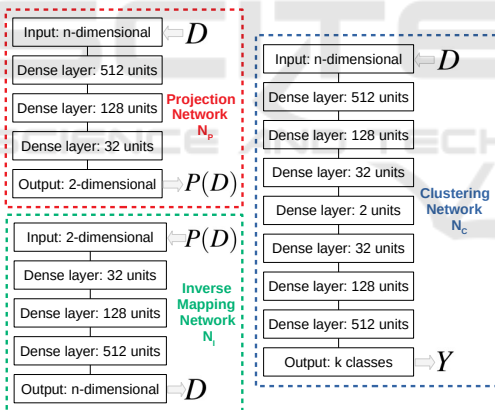 Input: n-dimensional
D
Dense layer: 512 units
Dense layer: 128 units
Dense layer: 32 units
Output: 2-dimensional
P(D)
Projection
Network
N_P
Input: 2-dimensional
P(D)
Dense layer: 32 units
Dense layer: 128 units
Dense layer: 512 units
Output: n-dimensional
D
Inverse
Mapping
Network
N_I
Input: n-dimensional
D
Dense layer: 512 units
Dense layer: 128 units
Dense layer: 32 units
Dense layer: 2 units
Dense layer: 32 units
Dense layer: 128 units
Dense layer: 512 units
Output: k classes
Y
Clustering
Network
N_C